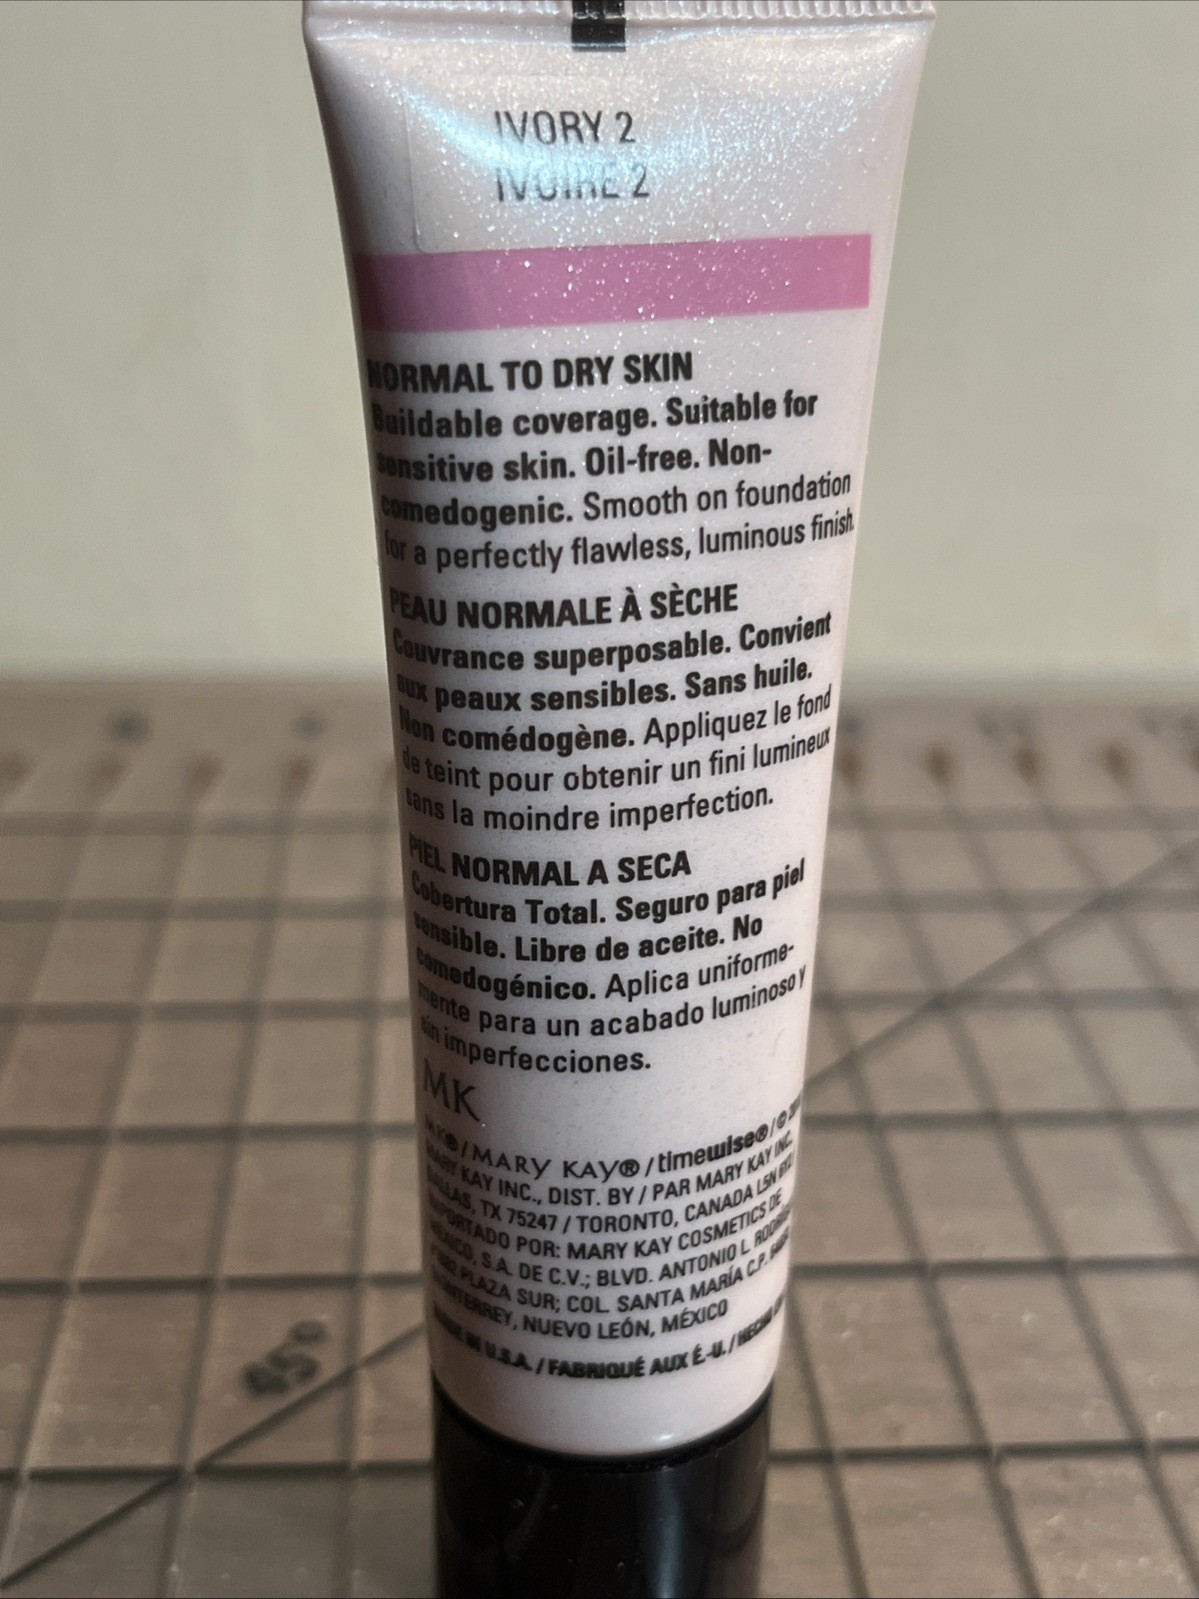 IVORY 2
IVOIRE 2
NORMAL TO DRY SKIN
Buildable coverage. Suitable for
sensitive skin. Oil-free. Non-
comedogenic. Smooth on foundation
for a perfectly flawless, luminous finish.
PEAU NORMALE À SÈCHE
Couvrance superposable. Convient
aux peaux sensibles. Sans huile.
Non comédogène. Appliquez le fond
de teint pour obtenir un fini lumineux
sans la moindre imperfection.
PIEL NORMAL A SECA
Cobertura Total. Seguro para piel
sensible. Libre de aceite. No
comedogénico. Aplica uniforme-
mente para un acabado luminoso y
sin imperfecciones.
MK
MK®/MARY KAY®/timewise®/©
MARY KAY INC., DIST. BY / PAR MARY KAY INC.
DALLAS, TX 75247 / TORONTO, CANADA L5N
IMPORTADO POR: MARY KAY COSMETICS DE
MÉXICO, S.A. DE C.V.; BLVD. ANTONIO L.
PLAZA SUR; COL. SANTA MARÍA C.P.
MONTERREY, NUEVO LEÓN, MÉXICO
MADE IN U.S.A. / FABRIQUÉ AUX É.-U. / HECHO
45°